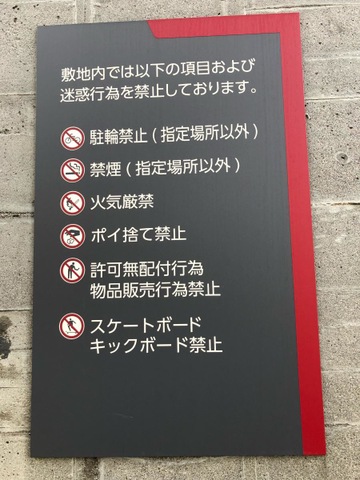 敷地内では以下の項目および
迷惑行為を禁止しております。
駐輪禁止(指定場所以外)
禁煙(指定場所以外)
火気厳禁
ポイ捨て禁止
許可無配付行為
物品販売行為禁止
スケートボード
キックボード禁止